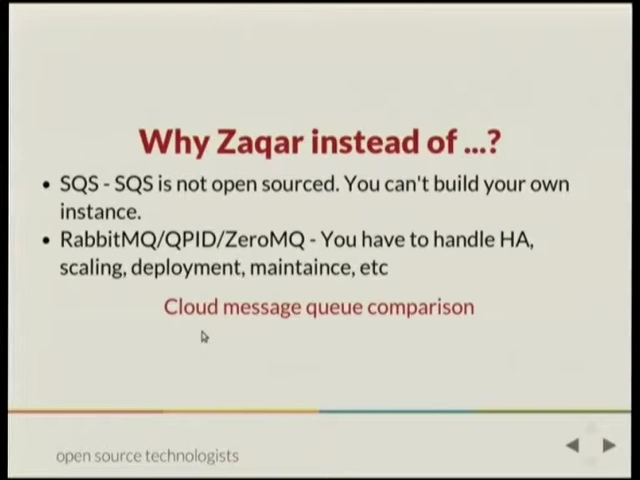 Why Zaqar instead of ...?
• SQS - SQS is not open sourced. You can't build your own
instance.
• RabbitMQ/QPID/ZeroMQ - You have to handle HA,
scaling, deployment, maintaince, etc
Cloud message queue comparison
open source technologists